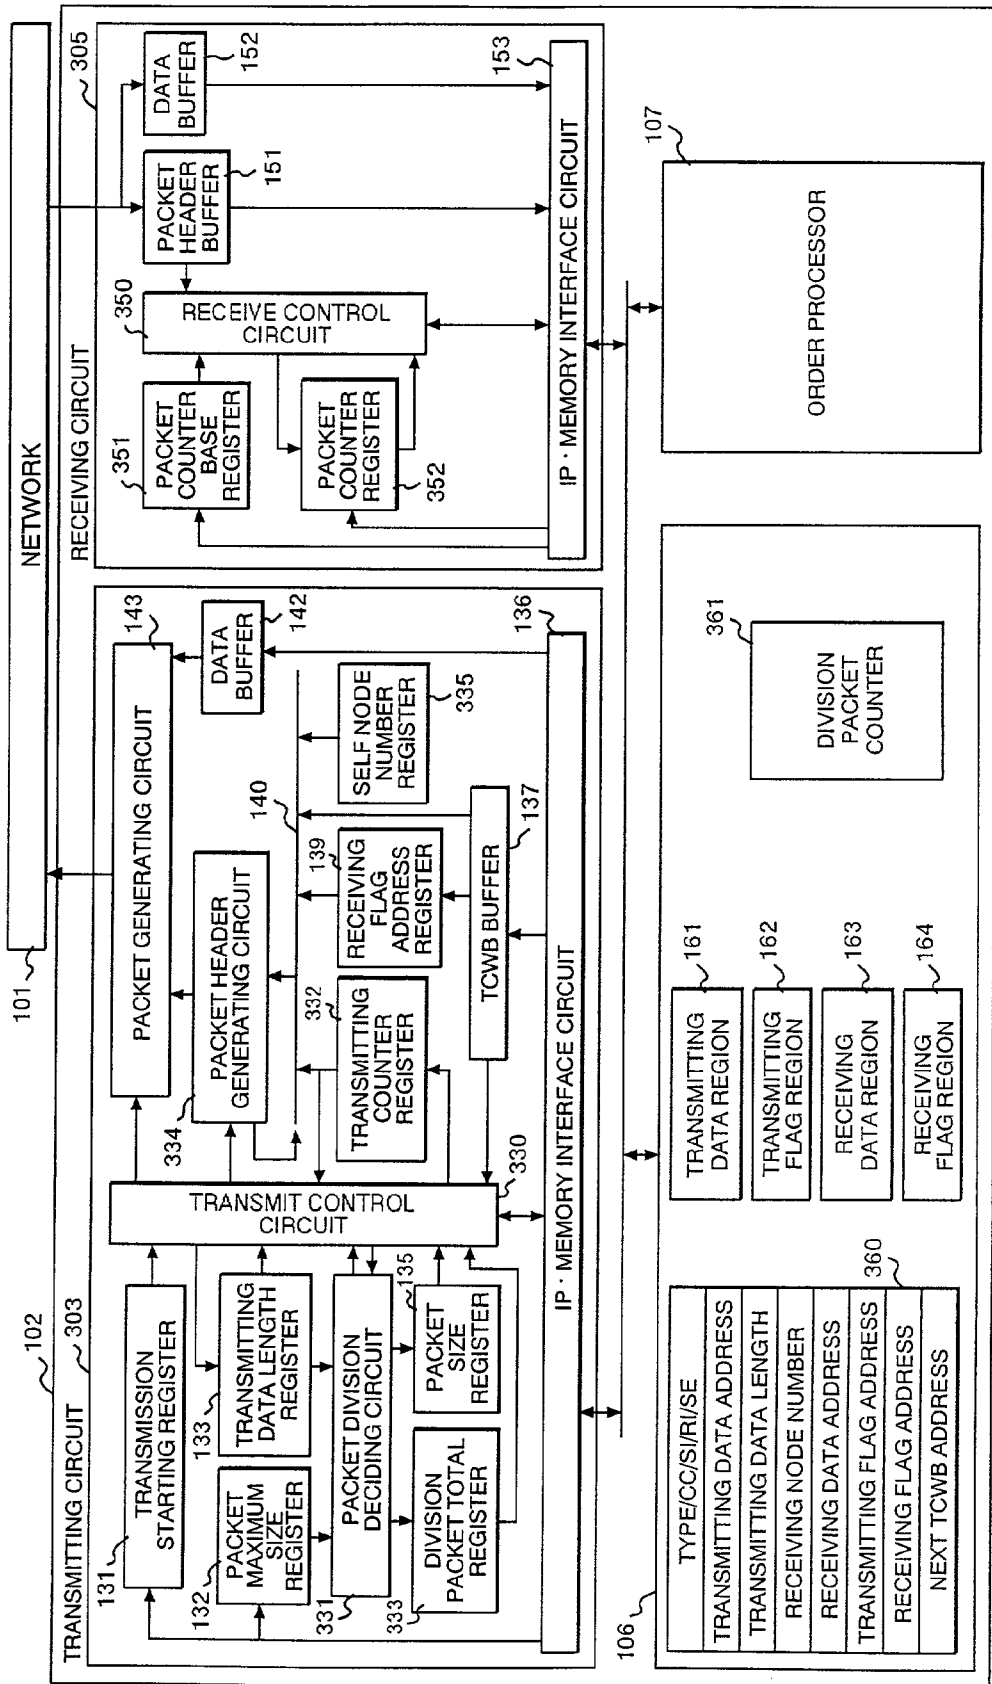 NETWORK
101
102
TRANSMITTING CIRCUIT
303
131
TRANSMISSION
STARTING REGISTER
132
PACKET
MAXIMUM
SIZE
REGISTER
133
TRANSMITTING
DATA LENGTH
REGISTER
331
PACKET DIVISION
DECIDING CIRCUIT
333
DIVISION
PACKET TOTAL
REGISTER
135
PACKET
SIZE
REGISTER
TRANSMIT CONTROL
CIRCUIT
330
PACKET GENERATING CIRCUIT
143
334
PACKET HEADER
GENERATING CIRCUIT
140
DATA
BUFFER
142
332
TRANSMITTING
COUNTER
REGISTER
139
RECEIVING
FLAG
ADDRESS
REGISTER
SELF NODE
NUMBER
REGISTER
335
TCWB BUFFER
137
IP · MEMORY INTERFACE CIRCUIT
136
RECEIVING CIRCUIT
305
351
PACKET
COUNTER
BASE
REGISTER
350
RECEIVE CONTROL
CIRCUIT
PACKET
COUNTER
REGISTER
352
PACKET
HEADER
BUFFER
151
DATA
BUFFER
152
IP · MEMORY INTERFACE CIRCUIT
153
106
TYPE/CC/SI/RI/SE
TRANSMITTING DATA ADDRESS
TRANSMITTING DATA LENGTH
RECEIVING NODE NUMBER
RECEIVING DATA ADDRESS
TRANSMITTING FLAG ADDRESS
RECEIVING FLAG ADDRESS
NEXT TCWB ADDRESS
360
TRANSMITTING
DATA REGION
161
TRANSMITTING
FLAG REGION
162
RECEIVING
DATA REGION
163
RECEIVING
FLAG REGION
164
DIVISION
PACKET
COUNTER
361
ORDER PROCESSOR
107